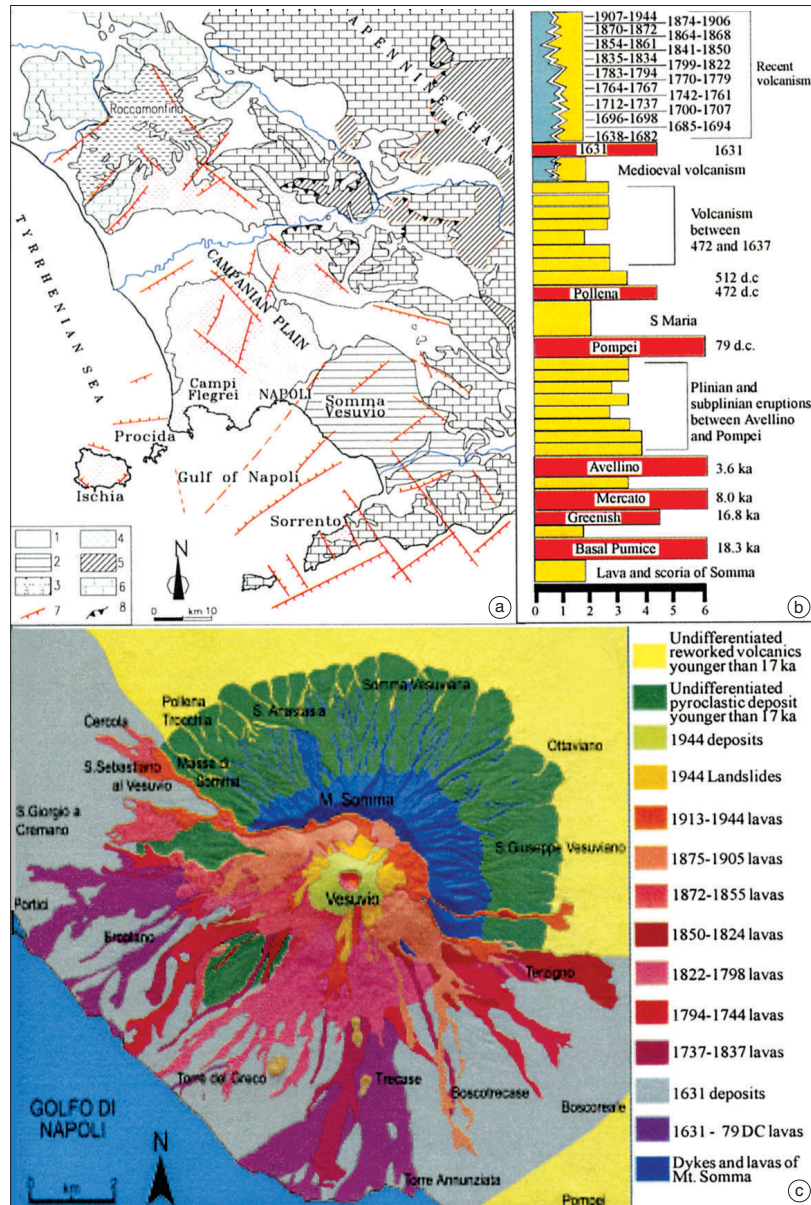 APENNINE CHAIN
Roccamonfina
TYRRHENIAN SEA
CAMPANIAN PLAIN
Campi
Flegrei
NAPOLI
Somma
Vesuvio
Procida
Ischia
Gulf of Napoli
Sorrento
1
2
3
4
5
6
7
8
N
0 km 10
a
1907-1944
1874-1906
1870-1872
1864-1868
1854-1861
1841-1850
1835-1834
1799-1822
1783-1794
1770-1779
1764-1767
1742-1761
1712-1737
1700-1707
1696-1698
1685-1694
1638-1682
Recent
volcanism
1631
1631
Medioeval volcanism
Volcanism
between
472 and 1637
512 d.c
Pollena
472 d.c
S Maria
Pompei
79 d.c.
Plinian and
subplinian eruptions
between Avellino
and Pompei
Avellino
3.6 ka
Mercato
8.0 ka
Greenish
16.8 ka
Basal Pumice
18.3 ka
Lava and scoria of Somma
0 1 2 3 4 5 6
b
Pollena
Trocchia
S. Anastasia
Somma Vesuviana
Cercola
Massa di
Somma
Ottaviano
S.Sebastiano
al Vesuvio
M. Somma
S.Giorgio a
Cremano
S.Giuseppe Vesuviano
Vesuvio
Portici
Ercolano
Terzigno
Torre del Greco
Trecase
Boscotrecase
Boscoreale
GOLFO DI
NAPOLI
N
0 km 2
Torre Annunziata
Pompei
Undifferentiated
reworked volcanics
younger than 17 ka
Undifferentiated
pyroclastic deposit
younger than 17ka
1944 deposits
1944 Landslides
1913-1944 lavas
1875-1905 lavas
1872-1855 lavas
1850-1824 lavas
1822-1798 lavas
1794-1744 lavas
1737-1837 lavas
1631 deposits
1631 - 79 DC lavas
Dykes and lavas of
Mt. Somma
c